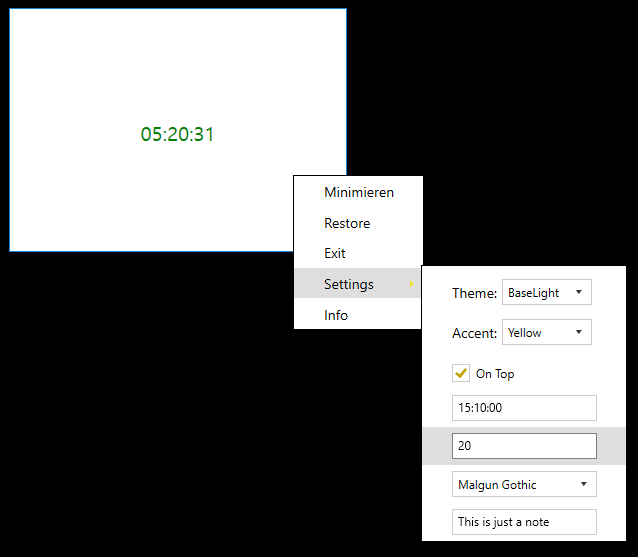 05:20:31
Minimieren
Restore
Exit
Settings
Info
Theme: BaseLight
Accent: Yellow
On Top
15:10:00
20
Malgun Gothic
This is just a note